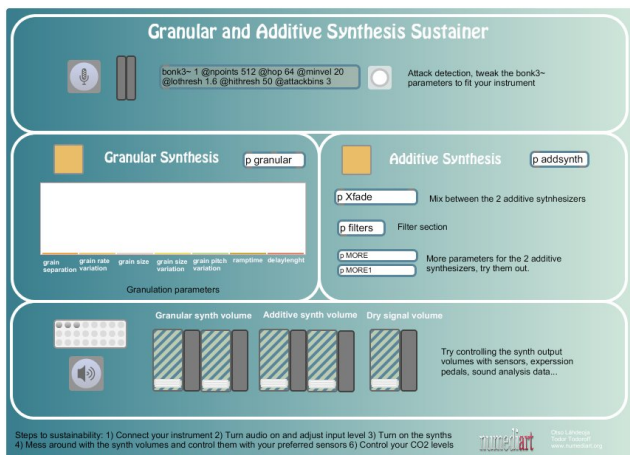 Granular and Additive Synthesis Sustainer
bonk3~ 1 @npoints 512 @hop 64 @minvel 20
@lothresh 1.6 @hithresh 50 @attackbins 3
Attack detection, tweak the bonk3~
parameters to fit your instrument
Granular Synthesis
p granular
grain separation
grain rate variation
grain size
grain size variation
grain pitch variation
ramptime
delaylenght
Granulation parameters
Additive Synthesis
p addsynth
p Xfade
Mix between the 2 additive sytnhesizers
p filters
Filter section
p MORE
p MORE1
More parameters for the 2 additive
synthesizers, try them out.
Granular synth volume
Additive synth volume
Dry signal volume
Try controlling the synth output
volumes with sensors, experssion
pedals, sound analysis data...
Steps to sustainability: 1) Connect your instrument 2) Turn audio on and adjust input level 3) Turn on the synths
4) Mess around with the synth volumes and control them with your preferred sensors 6) Control your CO2 levels
numediart
www.numediart.org